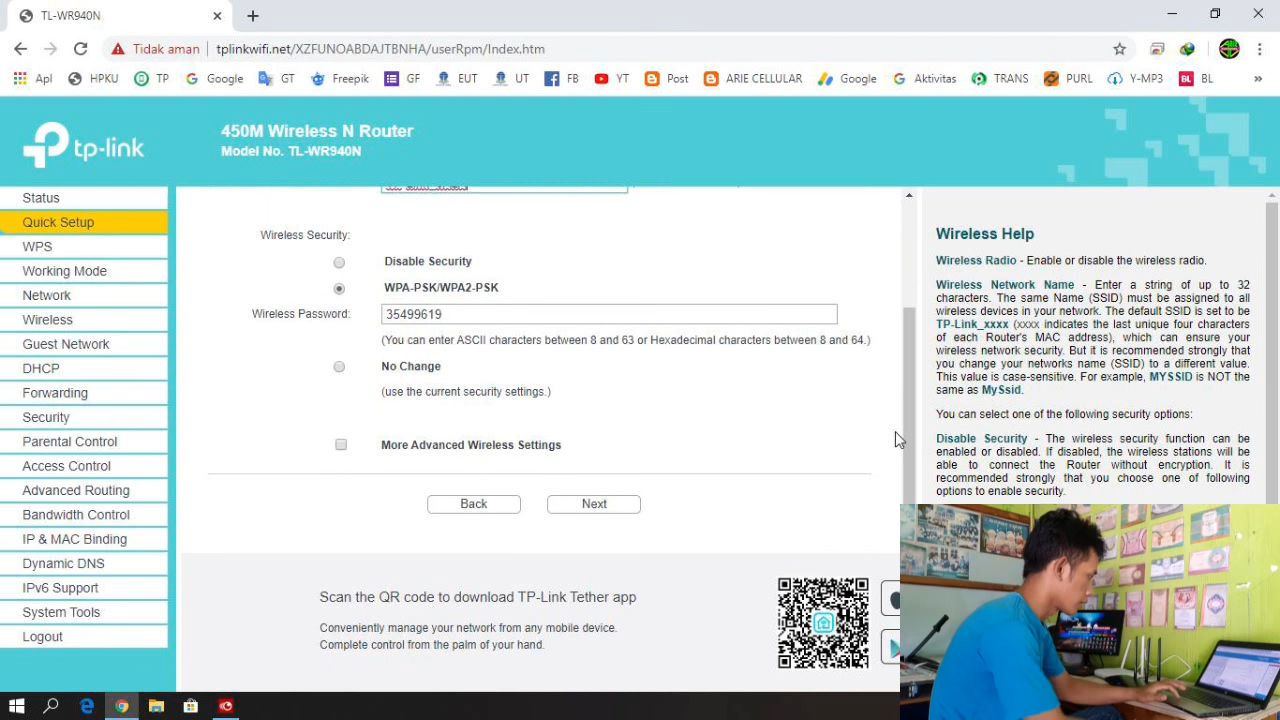 TL-WR940N
Tidak aman
tplinkwifi.net/XZFUNOABDAJTBNHA/userRpm/Index.htm
Apl HPKU TP Google GT Freepik GF EUT UT FB YT Post ARIE CELLULAR Google Aktivitas TRANS PURL Y-MP3 BL BL »
tp-link
450M Wireless N Router
Model No. TL-WR940N
Status
Quick Setup
WPS
Working Mode
Network
Wireless
Guest Network
DHCP
Forwarding
Security
Parental Control
Access Control
Advanced Routing
Bandwidth Control
IP & MAC Binding
Dynamic DNS
IPv6 Support
System Tools
Logout
Wireless Security:
Disable Security
WPA-PSK/WPA2-PSK
Wireless Password: 35499619
(You can enter ASCII characters between 8 and 63 or Hexadecimal characters between 8 and 64.)
No Change
(use the current security settings.)
More Advanced Wireless Settings
Back Next
Scan the QR code to download TP-Link Tether app
Conveniently manage your network from any mobile device.
Complete control from the palm of your hand.
Wireless Help
Wireless Radio - Enable or disable the wireless radio.
Wireless Network Name - Enter a string of up to 32
characters. The same Name (SSID) must be assigned to all
wireless devices in your network. The default SSID is set to be
TP-Link_xxxx (xxxx indicates the last unique four characters
of each Router's MAC address), which can ensure your
wireless network security. But it is recommended strongly that
you change your networks name (SSID) to a different value.
This value is case-sensitive. For example, MYSSID is NOT the
same as MySsid.
You can select one of the following security options:
Disable Security - The wireless security function can be
enabled or disabled. If disabled, the wireless stations will be
able to connect the Router without encryption. It is
recommended strongly that you choose one of following
options to enable security.